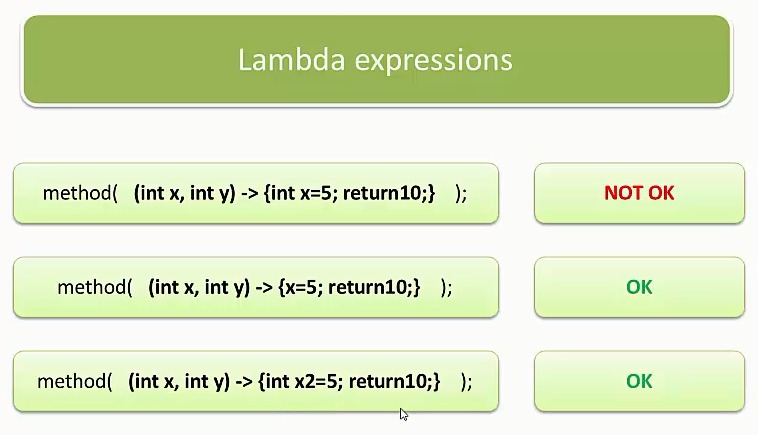 Lambda expressions
method( (int x, int y) -> {int x=5; return10;} ); NOT OK
method( (int x, int y) -> {x=5; return10;} ); OK
method( (int x, int y) -> {int x2=5; return10;} ); OK